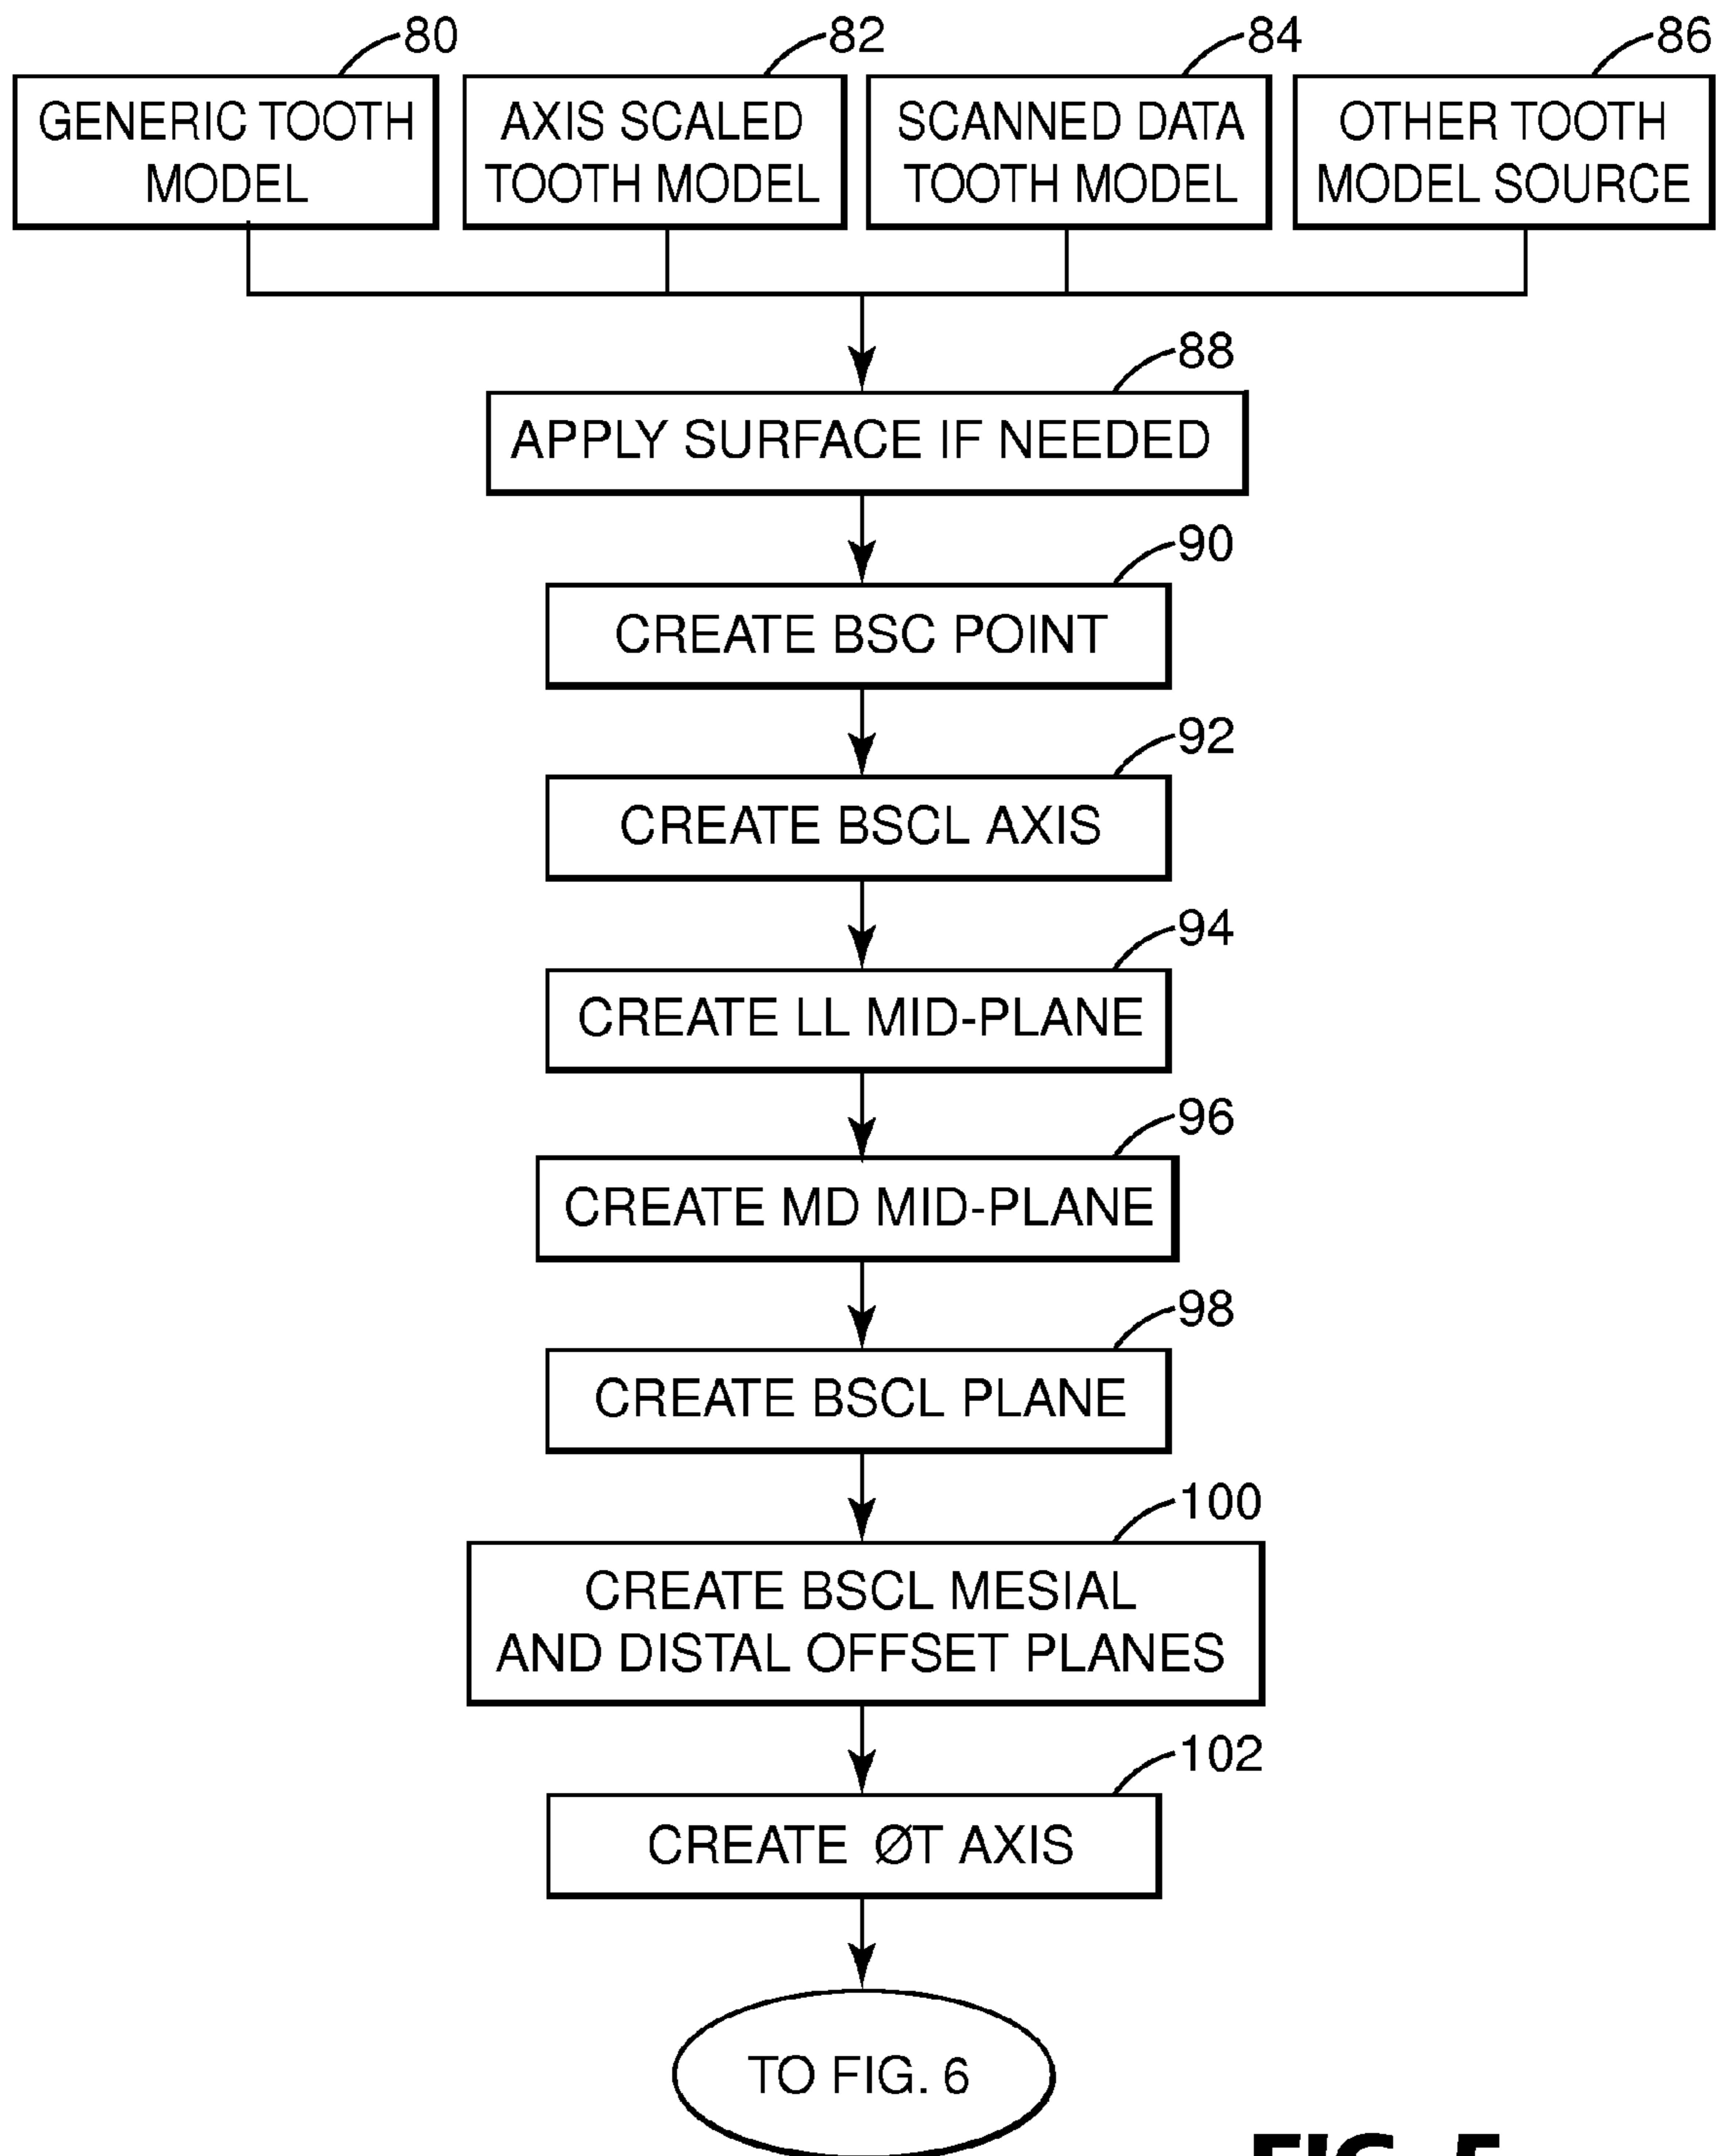 80
82
84
86
GENERIC TOOTH
MODEL
AXIS SCALED
TOOTH MODEL
SCANNED DATA
TOOTH MODEL
OTHER TOOTH
MODEL SOURCE
88
APPLY SURFACE IF NEEDED
90
CREATE BSC POINT
92
CREATE BSCL AXIS
94
CREATE LL MID-PLANE
96
CREATE MD MID-PLANE
98
CREATE BSCL PLANE
100
CREATE BSCL MESIAL
AND DISTAL OFFSET PLANES
102
CREATE ØT AXIS
TO FIG. 6